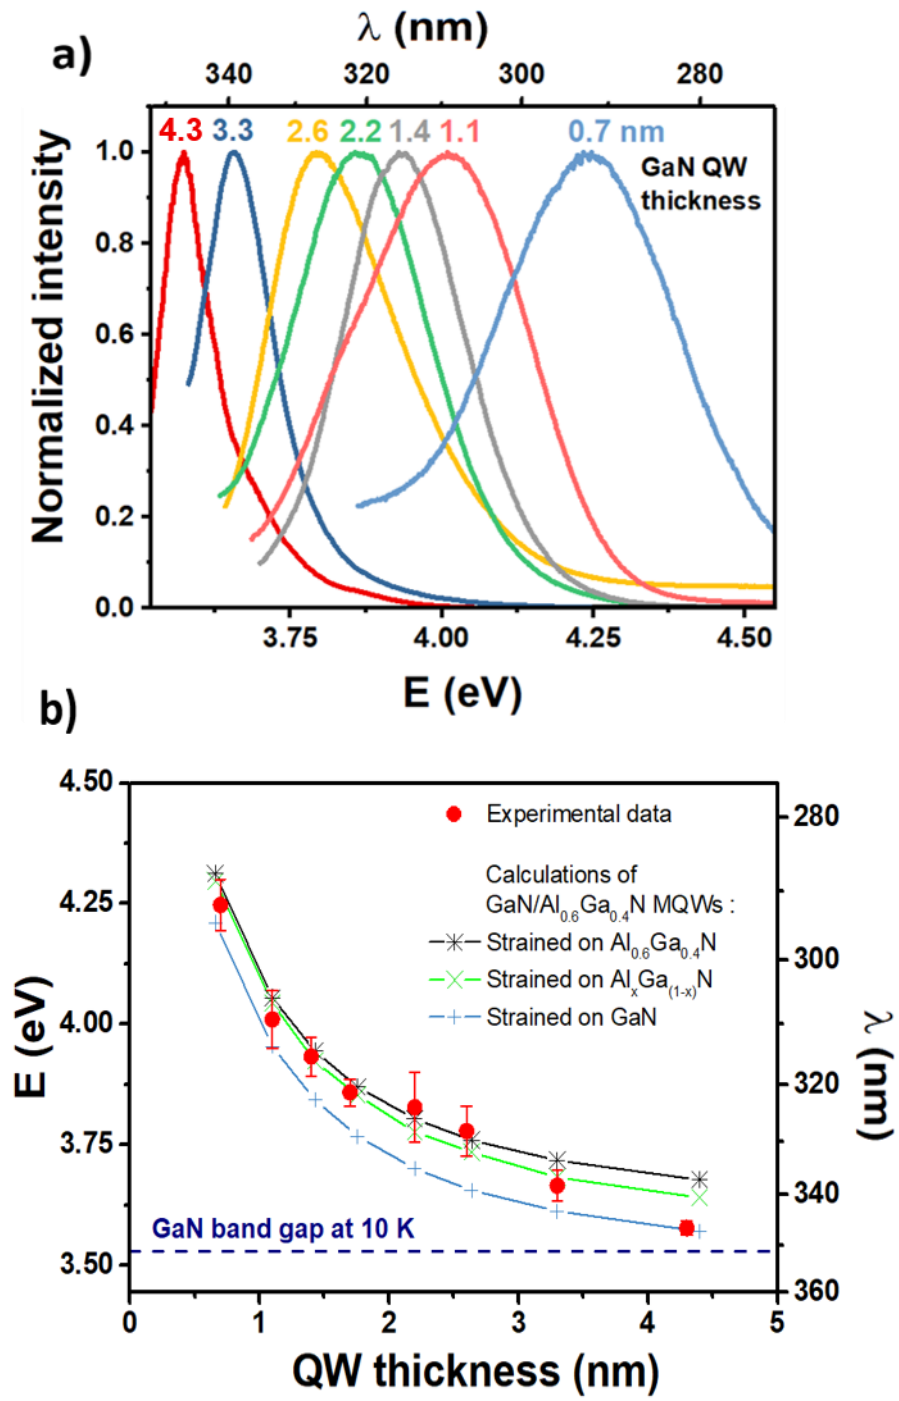 a)
λ (nm)
340 320 300 280
4.3 3.3 2.6 2.2 1.4 1.1 0.7 nm
GaN QW
thickness
Normalized intensity
1.0
0.8
0.6
0.4
0.2
0.0
3.75 4.00 4.25 4.50
E (eV)
b)
4.50
4.25
4.00
3.75
3.50
E (eV)
Experimental data
Calculations of
GaN/Al0.6Ga0.4N MQWs :
Strained on Al0.6Ga0.4N
Strained on AlxGa(1-x)N
Strained on GaN
GaN band gap at 10 K
280
300
320
340
360
λ (nm)
0 1 2 3 4 5
QW thickness (nm)